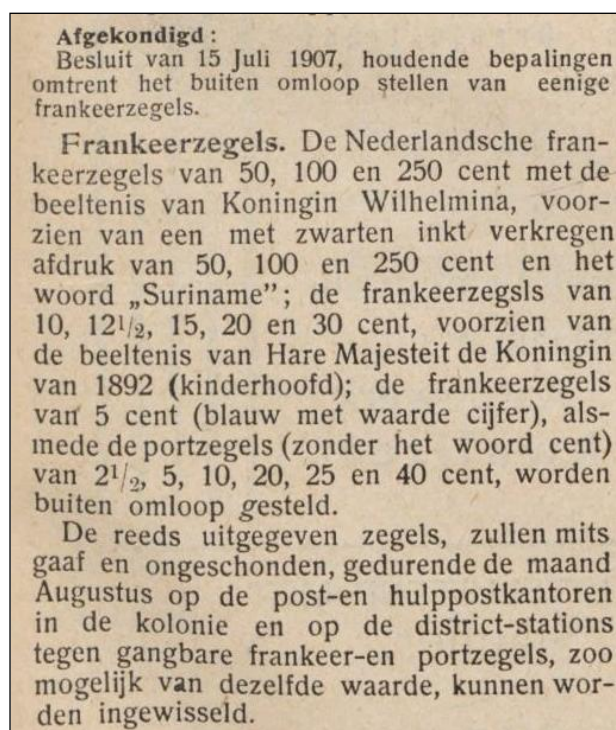 Afgekondigd :
Besluit van 15 Juli 1907, houdende bepalingen
omtrent het buiten omloop stellen van eenige
frankeerzegels.
Frankeerzegels. De Nederlandsche fran-
keerzegels van 50, 100 en 250 cent met de
beeltenis van Koningin Wilhelmina, voor-
zien van een met zwarten inkt verkregen
afdruk van 50, 100 en 250 cent en het
woord „Suriname”; de frankeerzegsls van
10, 12¹/₂, 15, 20 en 30 cent, voorzien van
de beeltenis van Hare Majesteit de Koningin
van 1892 (kinderhoofd); de frankeerzegels
van 5 cent (blauw met waarde cijfer), als-
mede de portzegels (zonder het woord cent)
van 2¹/₂, 5, 10, 20, 25 en 40 cent, worden
buiten omloop gesteld.
De reeds uitgegeven zegels, zullen mits
gaaf en ongeschonden, gedurende de maand
Augustus op de post-en hulppostkantoren
in de kolonie en op de district-stations
tegen gangbare frankeer-en portzegels, zoo
mogelijk van dezelfde waarde, kunnen wor-
den ingewisseld.